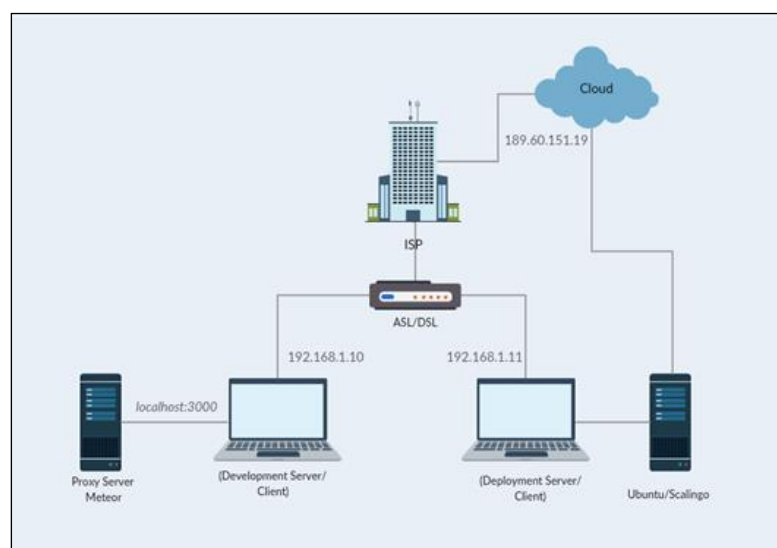 Cloud
189.60.151.19
ISP
ASL/DSL
192.168.1.10
192.168.1.11
localhost:3000
Proxy Server
Meteor
(Development Server/
Client)
(Deployment Server/
Client)
Ubuntu/Scalingo